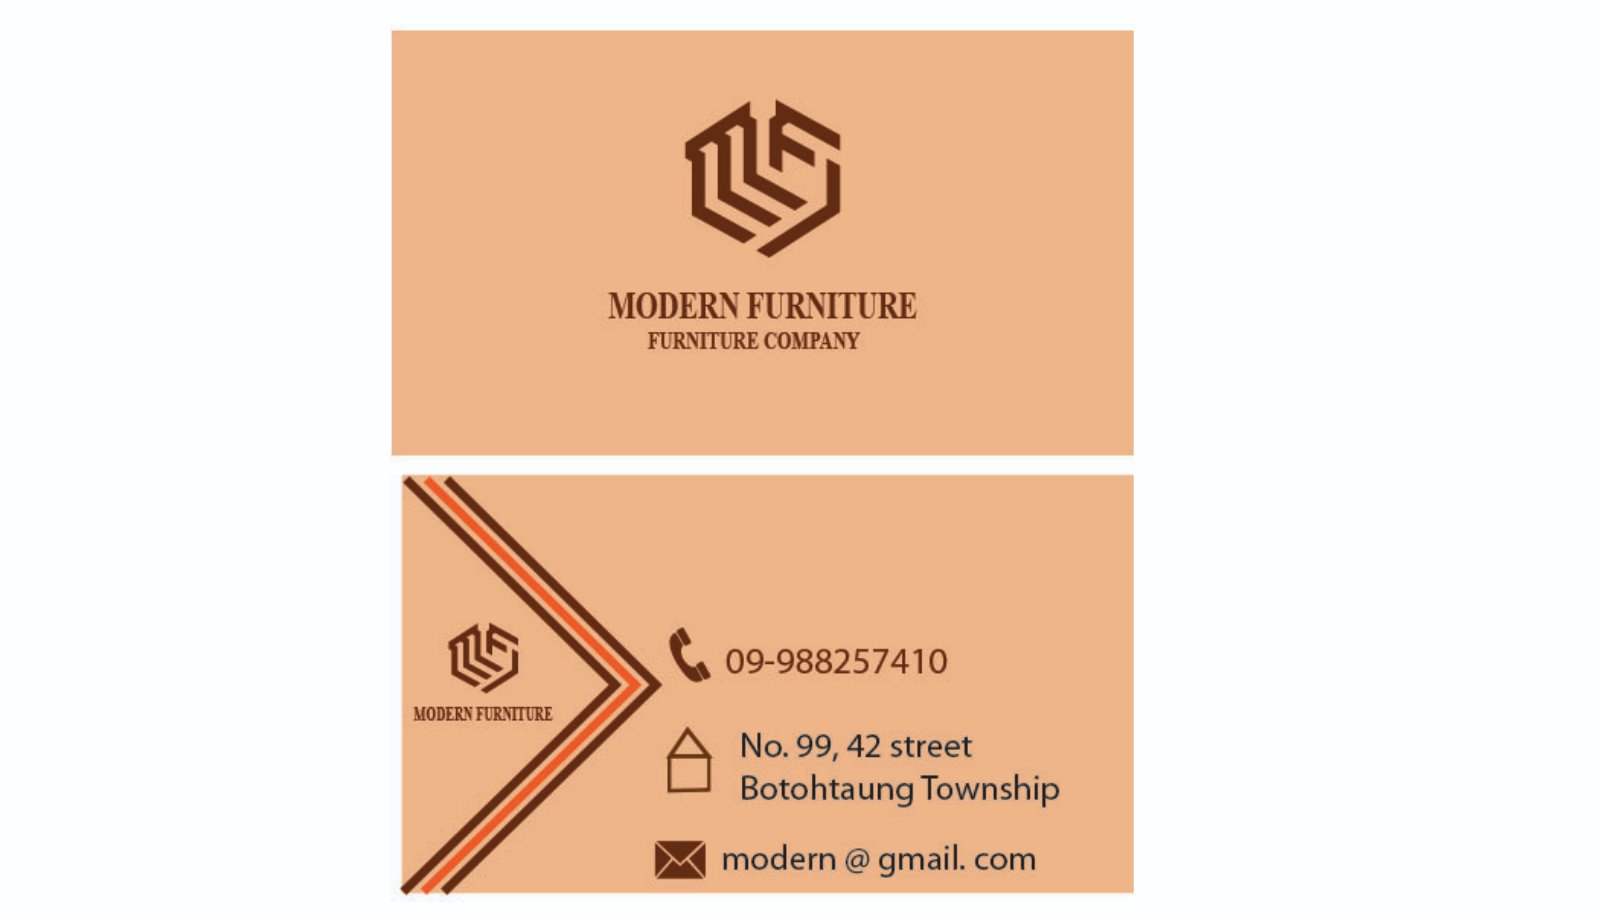 MODERN FURNITURE
FURNITURE COMPANY
MODERN FURNITURE
09-988257410
No. 99, 42 street
Botohtaung Township
modern @ gmail. com